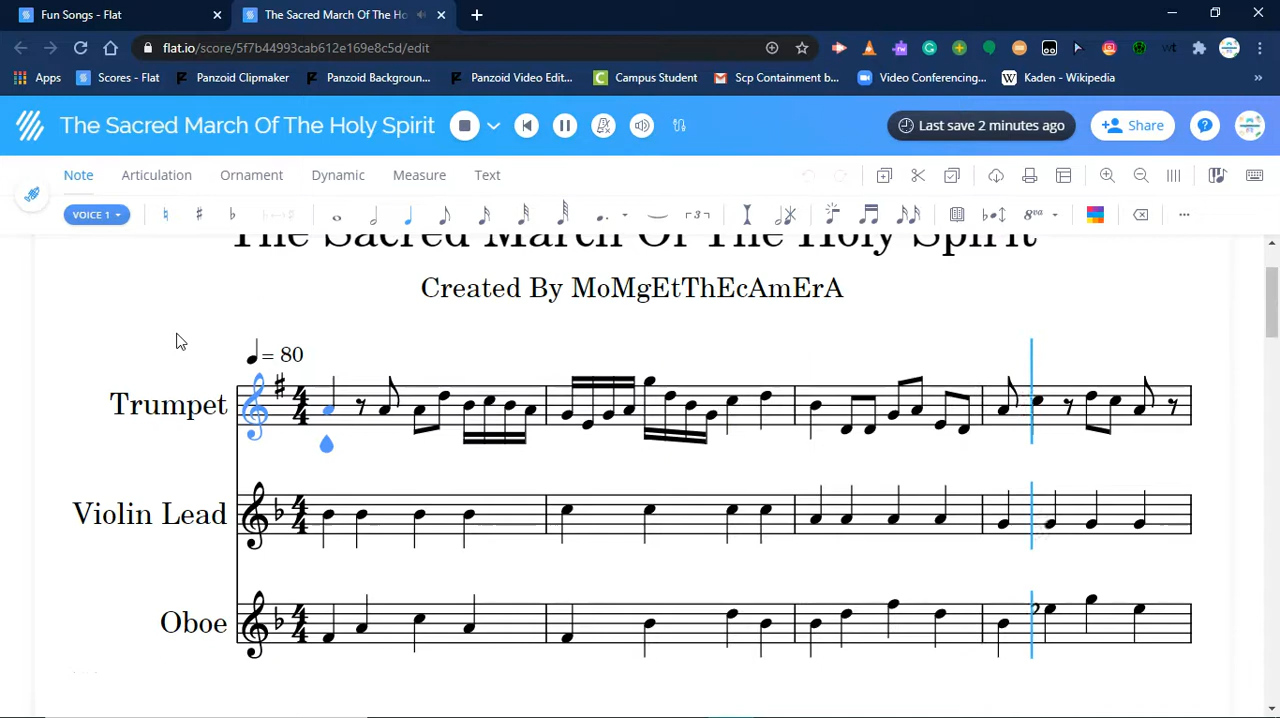 Fun Songs - Flat
The Sacred March Of The Ho
flat.io/score/5f7b44993cab612e169e8c5d/edit
Apps
Scores - Flat
Panzoid Clipmaker
Panzoid Backgroun...
Panzoid Video Edit...
Campus Student
Scp Containment b...
Video Conferencing...
Kaden - Wikipedia
»
The Sacred March Of The Holy Spirit
Last save 2 minutes ago
Share
Note
Articulation
Ornament
Dynamic
Measure
Text
VOICE 1
The Sacred March Of The Holy Spirit
Created By MoMgEtThEcAmErA
= 80
Trumpet
Violin Lead
Oboe